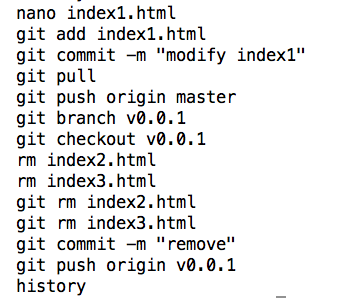 nano index1.html
git add index1.html
git commit -m "modify index1"
git pull
git push origin master
git branch v0.0.1
git checkout v0.0.1
rm index2.html
rm index3.html
git rm index2.html
git rm index3.html
git commit -m "remove"
git push origin v0.0.1
history